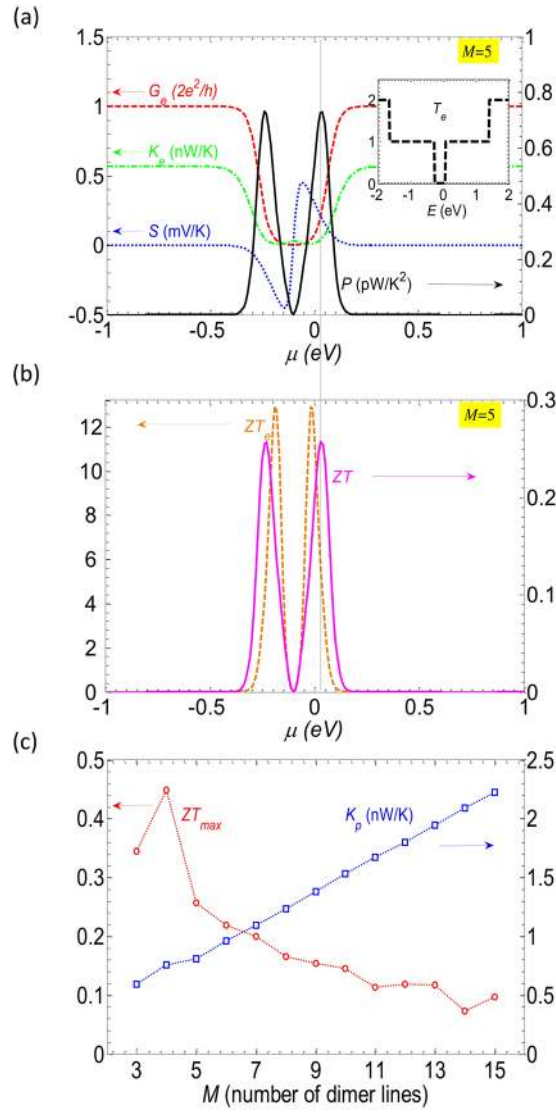 (a)
1.5
1
0.5
0
-0.5
G_e (2e²/h)
K_e (nW/K)
S (mV/K)
M=5
T_e
2
1
0
-2 -1 0 1 2
E (eV)
P (pW/K²)
0.8
0.6
0.4
0.2
0
-1 -0.5 0 0.5 1
μ (eV)
(b)
12
10
8
6
4
2
0
ZT_e
M=5
ZT
0.3
0.2
0.1
0
-1 -0.5 0 0.5 1
μ (eV)
(c)
0.5
0.4
0.3
0.2
0.1
0
ZT_max
K_p (nW/K)
2.5
2
1.5
1
0.5
0
3 5 7 9 11 13 15
M (number of dimer lines)